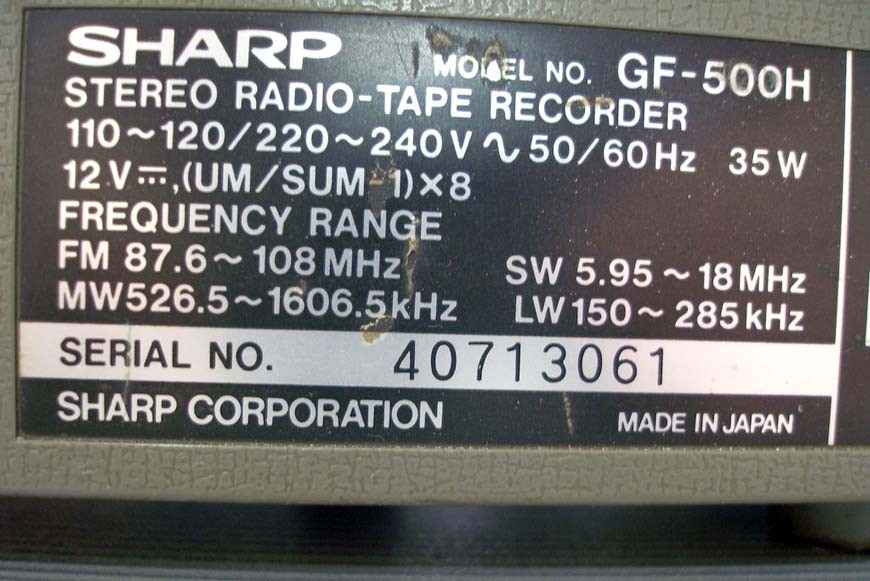 SHARP MODEL NO. GF-500H
STEREO RADIO-TAPE RECORDER
110~120/220~240V∿50/60Hz 35W
12V⎓,(UM/SUM-1)×8
FREQUENCY RANGE
FM 87.6~108MHz SW 5.95~18MHz
MW526.5~1606.5kHz LW150~285kHz
SERIAL NO. 40713061
SHARP CORPORATION MADE IN JAPAN